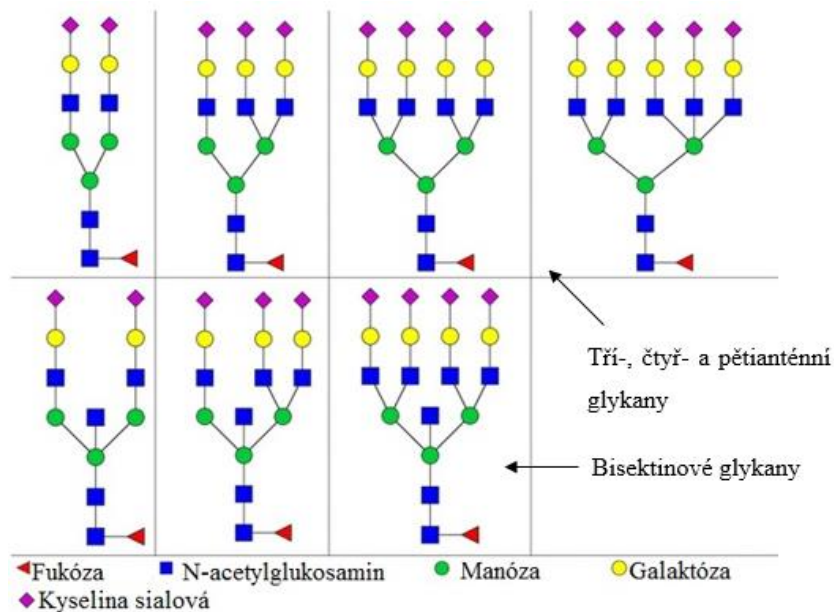 Tří-, čtyř- a pětianténní
glykany
Bisektinové glykany
Fukóza N-acetylglukosamin Manóza Galaktóza
Kyselina sialová